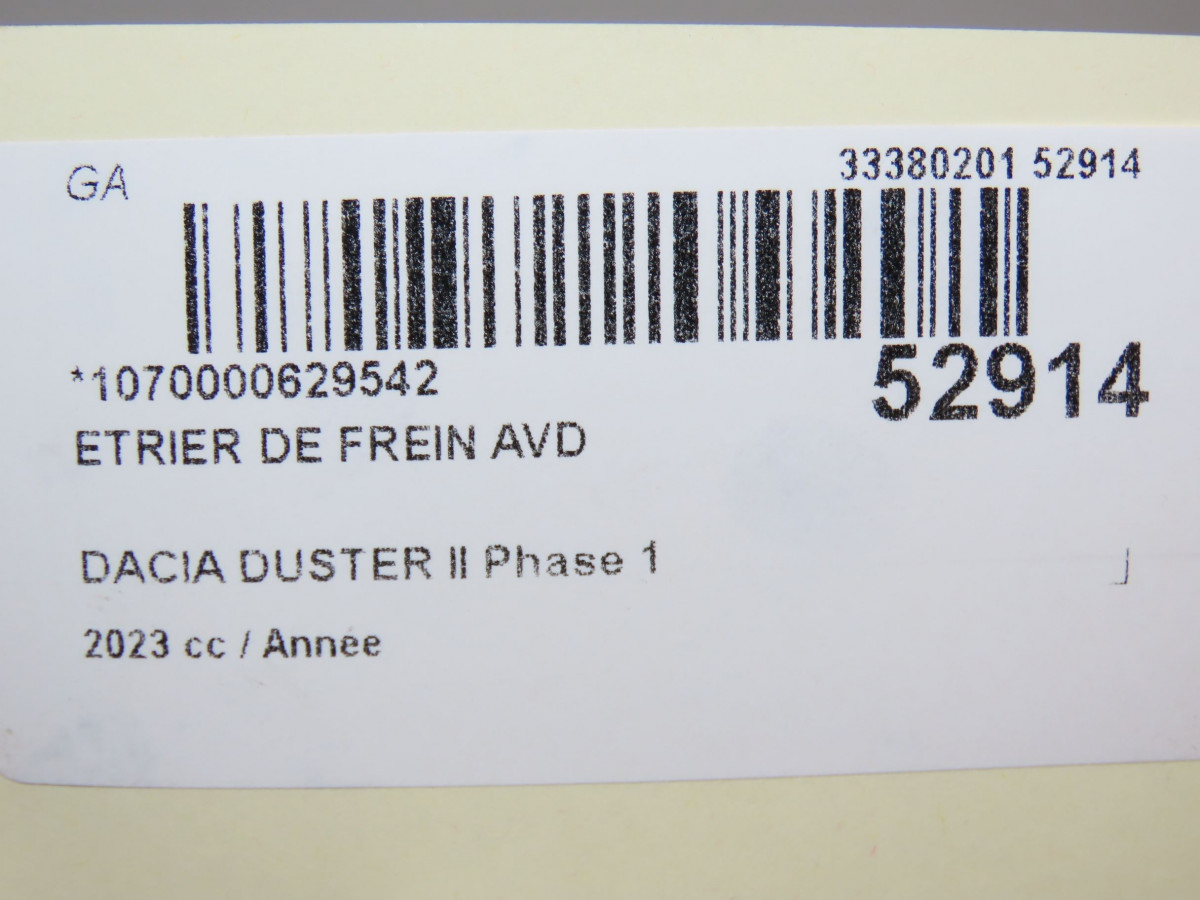 GA
33380201 52914
*1070000629542
52914
ETRIER DE FREIN AVD
DACIA DUSTER II Phase 1
2023 cc / Année